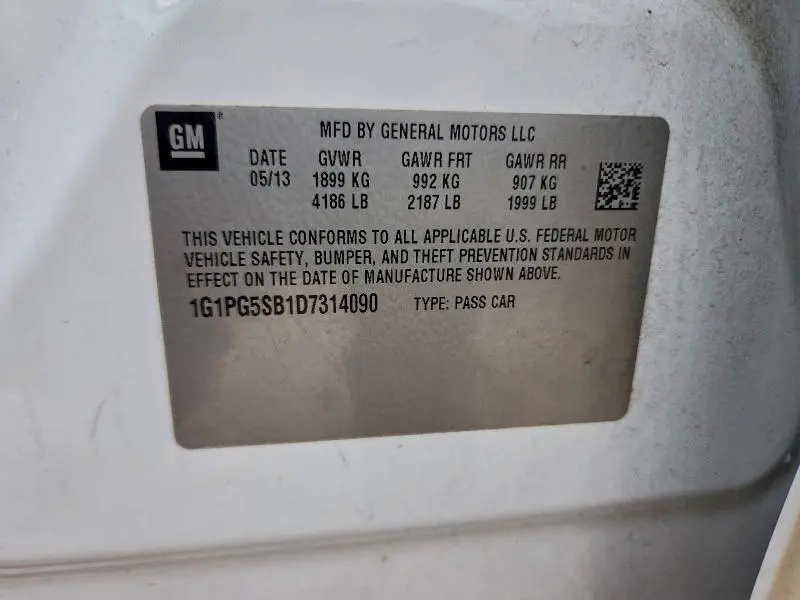 GM®
MFD BY GENERAL MOTORS LLC
DATE GVWR GAWR FRT GAWR RR
05/13 1899 KG 992 KG 907 KG
4186 LB 2187 LB 1999 LB
THIS VEHICLE CONFORMS TO ALL APPLICABLE U.S. FEDERAL MOTOR
VEHICLE SAFETY, BUMPER, AND THEFT PREVENTION STANDARDS IN
EFFECT ON THE DATE OF MANUFACTURE SHOWN ABOVE.
1G1PG5SB1D7314090 TYPE: PASS CAR